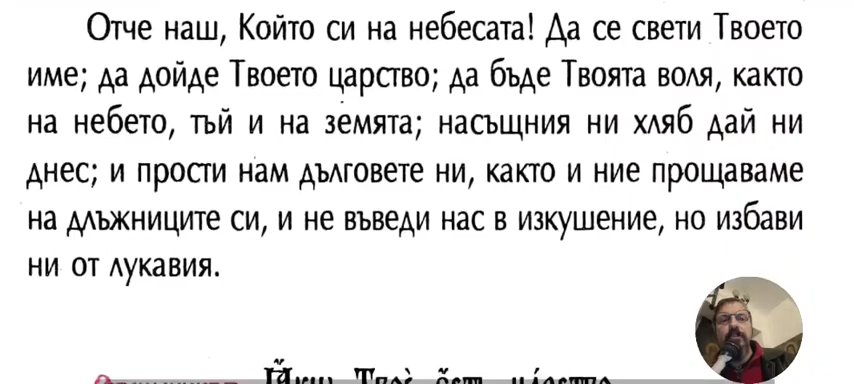 Отче наш, Който си на небесата! Да се свети Твоето
име; да дойде Твоето царство; да бъде Твоята воля, както
на небето, тъй и на земята; насъщния ни хляб дай ни
днес; и прости нам дълговете ни, както и ние прощаваме
на длъжниците си, и не въведи нас в изкушение, но избави
ни от лукавия.